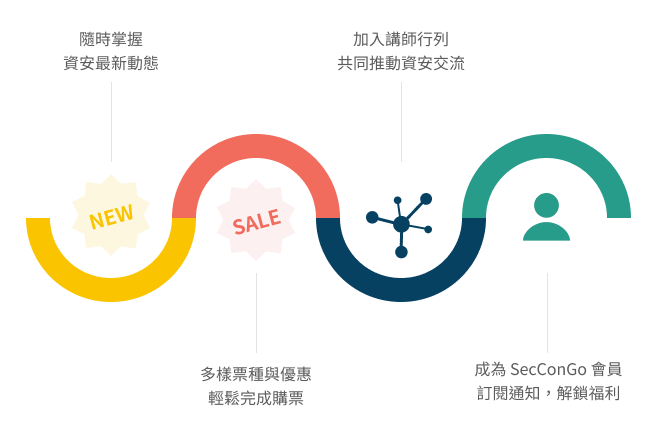 隨時掌握
資安最新動態
加入講師行列
共同推動資安交流
NEW
SALE
多樣票種與優惠
輕鬆完成購票
成為 SecConGo 會員
訂閱通知，解鎖福利